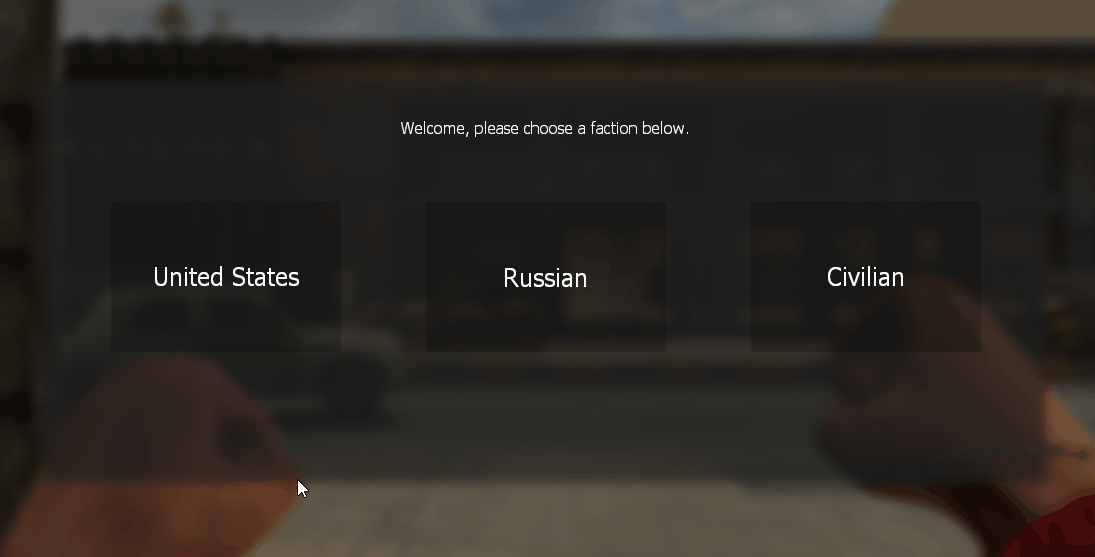 Welcome, please choose a faction below.
United States
Russian
Civilian